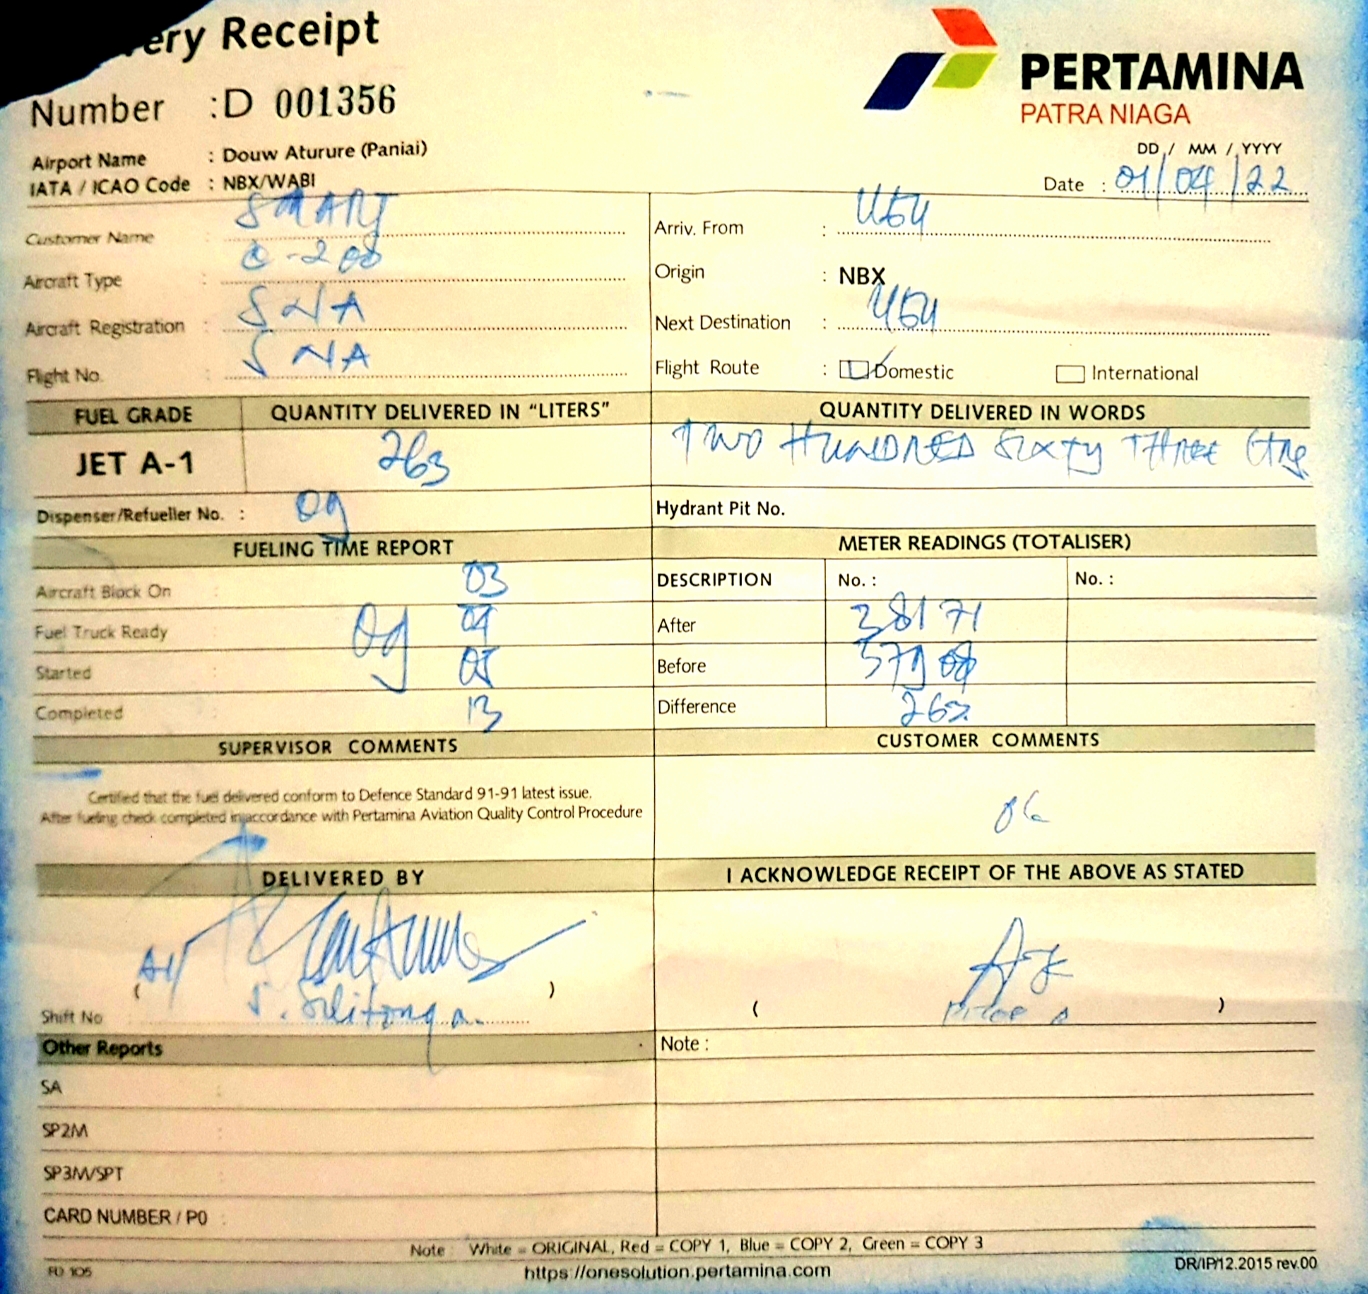 ery Receipt
PERTAMINA
PATRA NIAGA
Number : D 001356
Airport Name : Douw Aturure (Paniai)
IATA / ICAO Code : NBX/WABI
DD / MM / YYYY
Date : 01/04/22
Customer Name : SMART
Arriv. From : UGU
Aircraft Type : C-208
Origin : NBX
Aircraft Registration : SNA
Next Destination : UGU
Flight No. : SNA
Flight Route : Domestic International
FUEL GRADE QUANTITY DELIVERED IN "LITERS" QUANTITY DELIVERED IN WORDS
JET A-1 263 TWO HUNDRED SIXTY THREE Ltrs
Dispenser/Refueller No. : 09 Hydrant Pit No.
FUELING TIME REPORT METER READINGS (TOTALISER)
Aircraft Block On : 03 DESCRIPTION No. : No. :
Fuel Truck Ready : 09 04 After 38171
Started : 05 Before 37908
Completed : 13 Difference 263
SUPERVISOR COMMENTS CUSTOMER COMMENTS
Certified that the fuel delivered conform to Defence Standard 91-91 latest issue.
After fueling check completed in accordance with Pertamina Aviation Quality Control Procedure
OK
DELIVERED BY I ACKNOWLEDGE RECEIPT OF THE ABOVE AS STATED
( ) ( )
Shift No
Other Reports Note :
SA :
SP2M :
SP3M/SPT
CARD NUMBER / PO :
Note : White = ORIGINAL, Red = COPY 1, Blue = COPY 2, Green = COPY 3
FD 105 https://onesolution.pertamina.com DR/IP/12.2015 rev.00